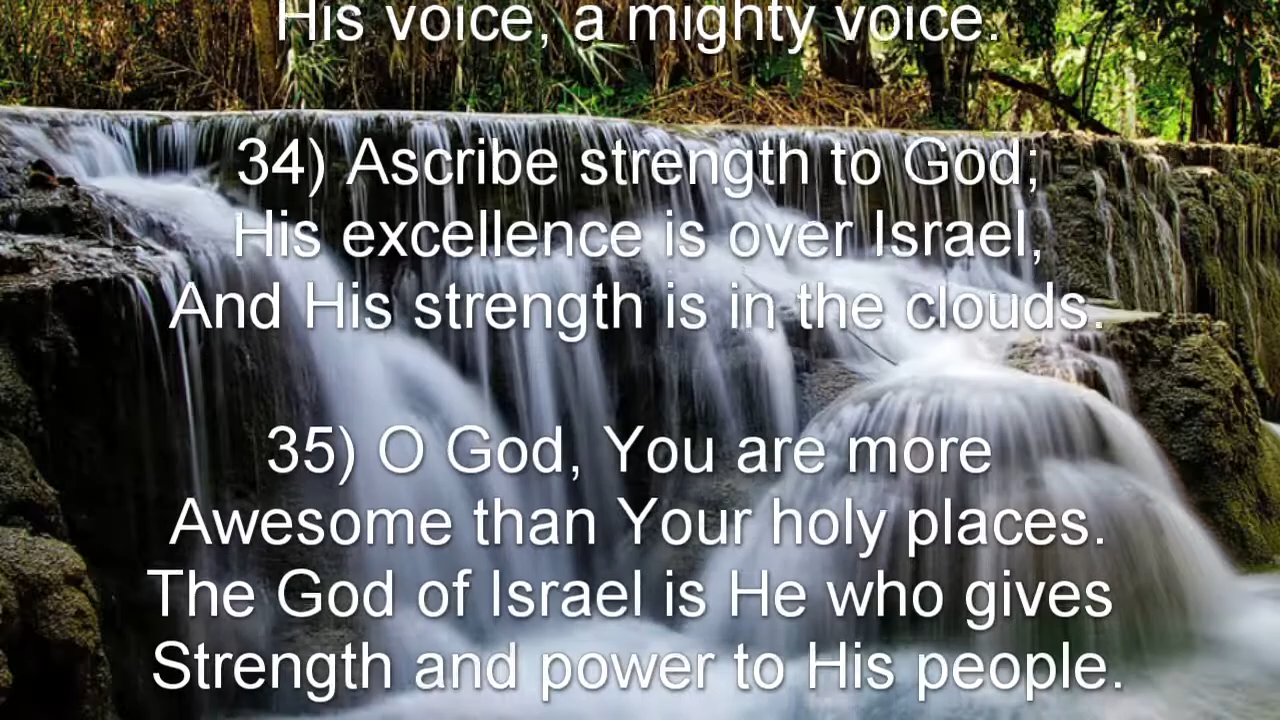 His voice, a mighty voice.
34) Ascribe strength to God;
His excellence is over Israel,
And His strength is in the clouds.
35) O God, You are more
Awesome than Your holy places.
The God of Israel is He who gives
Strength and power to His people.